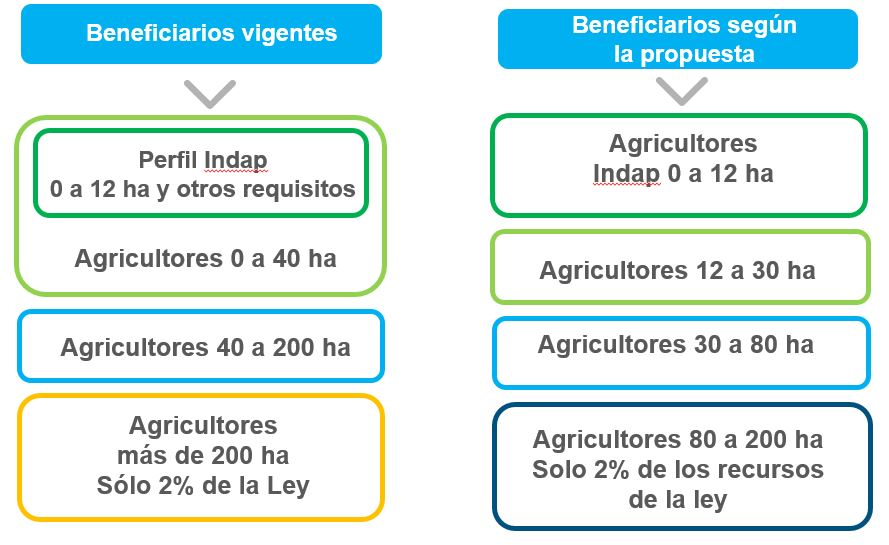 Beneficiarios vigentes
Perfil Indap
0 a 12 ha y otros requisitos
Agricultores 0 a 40 ha
Agricultores 40 a 200 ha
Agricultores
más de 200 ha
Sólo 2% de la Ley
Beneficiarios según
la propuesta
Agricultores
Indap 0 a 12 ha
Agricultores 12 a 30 ha
Agricultores 30 a 80 ha
Agricultores 80 a 200 ha
Solo 2% de los recursos
de la ley